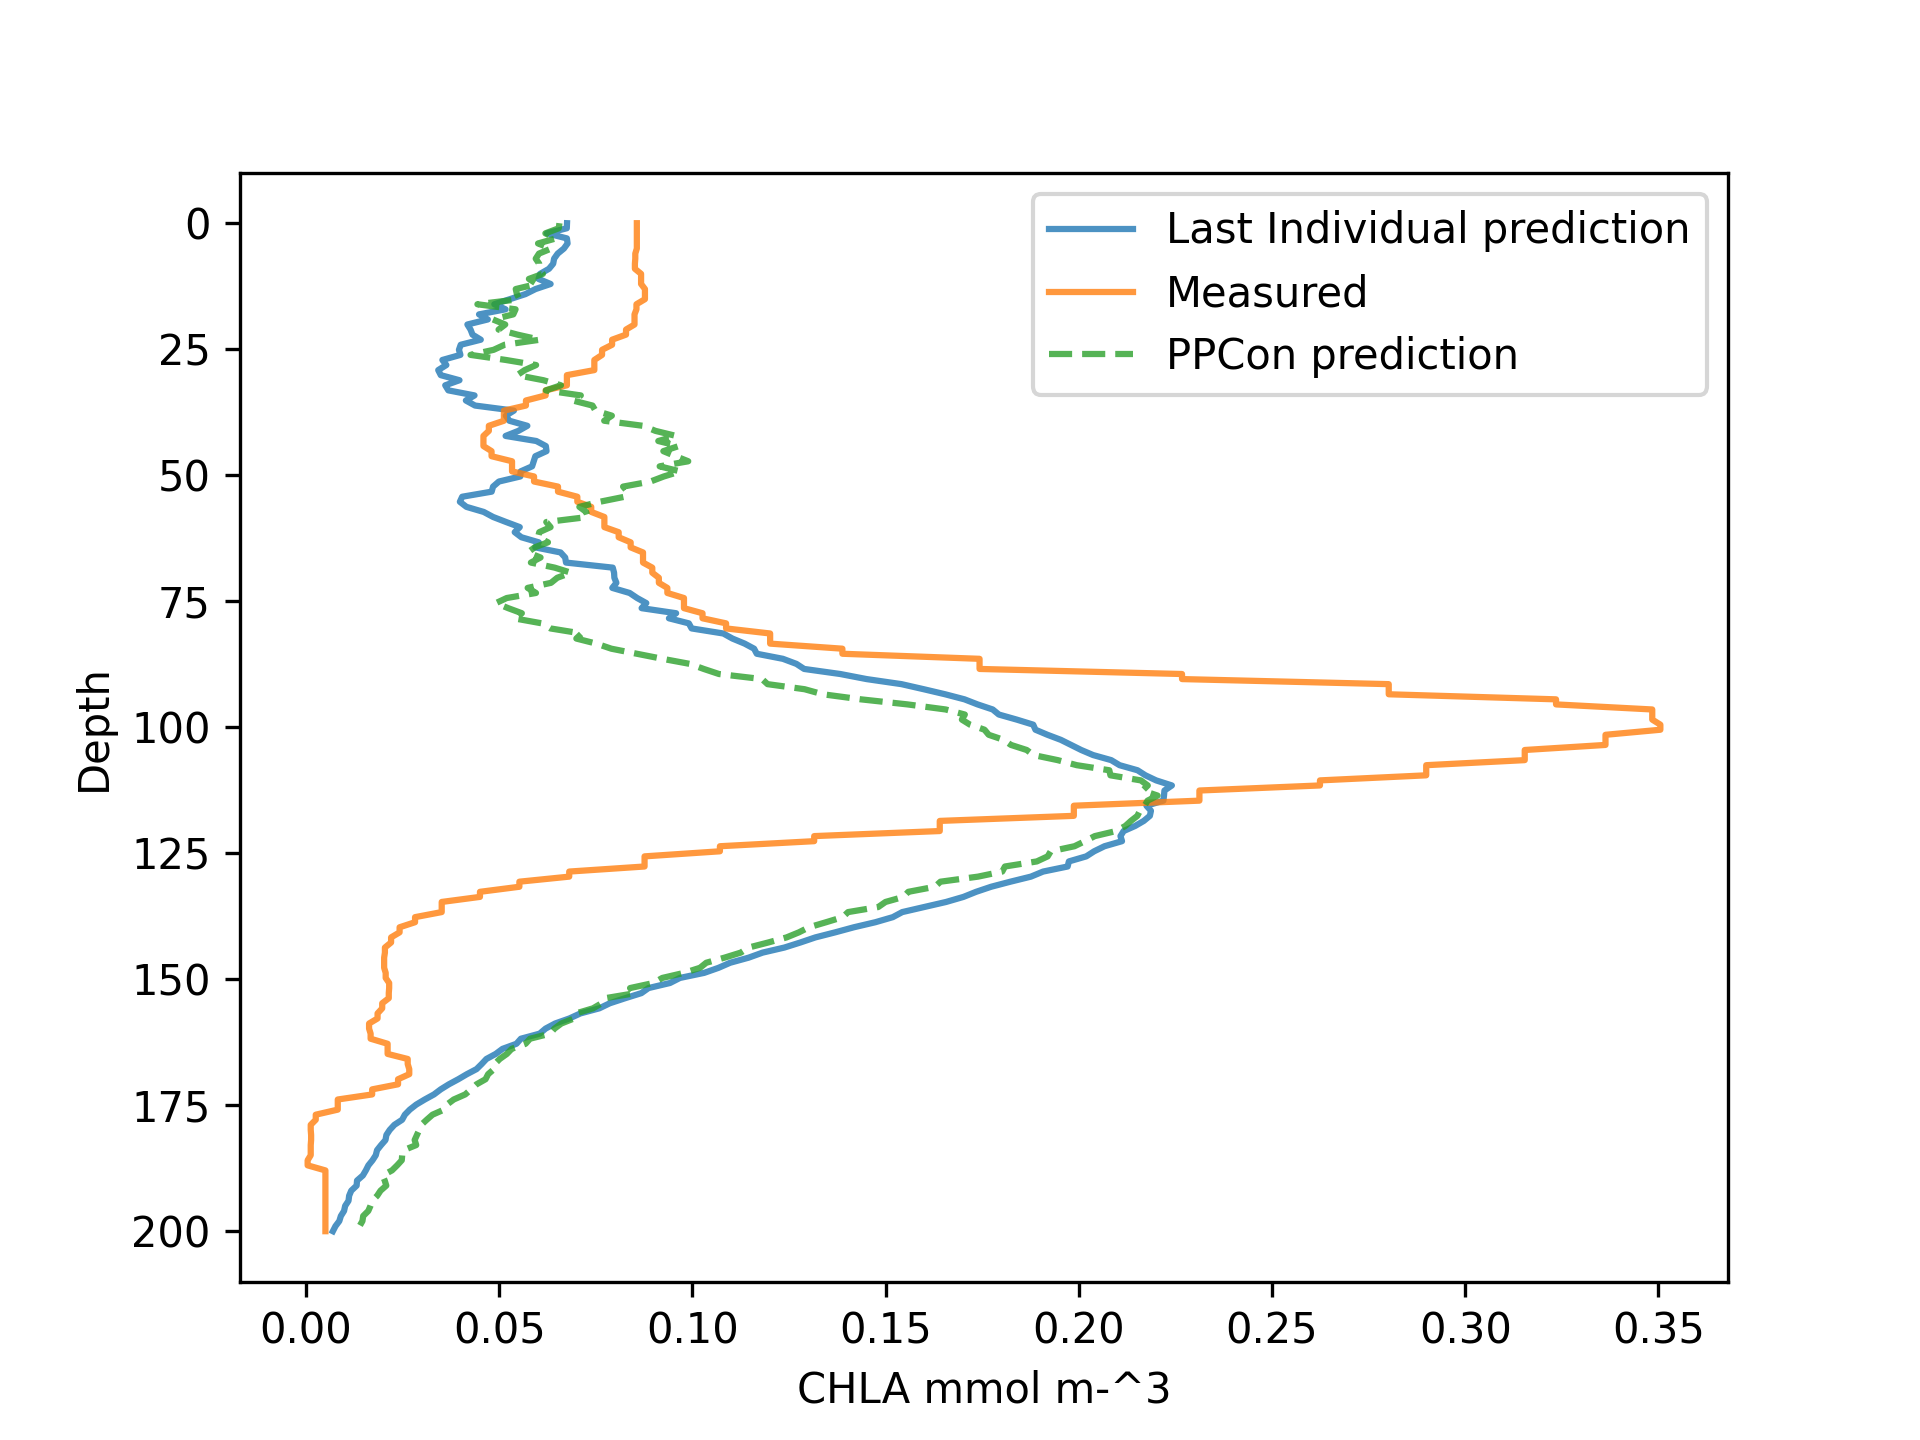 Last Individual prediction
Measured
PPCon prediction
0
25
50
75
100
125
150
175
200
Depth
0.00 0.05 0.10 0.15 0.20 0.25 0.30 0.35
CHLA mmol m-^3